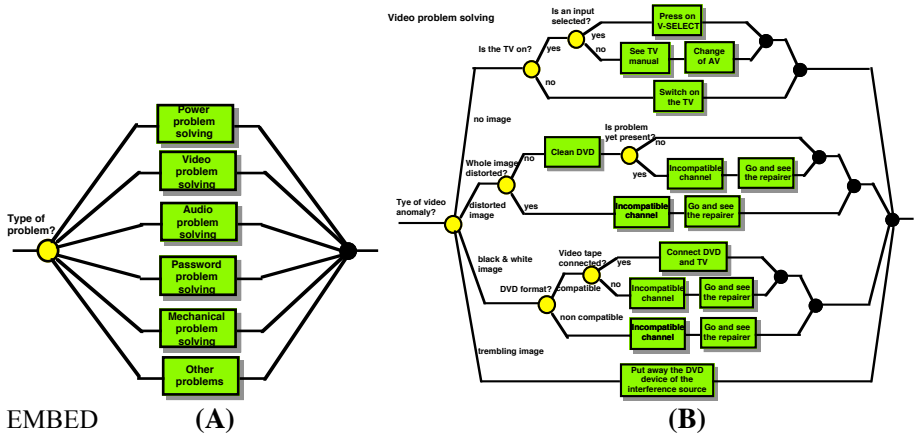 Power
problem
solving
Video
problem
solving
Audio
problem
solving
Type of
problem?
Password
problem
solving
Mechanical
problem
solving
Other
problems
EMBED
(A)
Video problem solving
Is an input
selected?
yes
Press on
V-SELECT
Is the TV on?
yes
no
See TV
manual
Change
of AV
no
Switch on
the TV
no image
Is problem
yet present?
no
Clean DVD
no
Whole image
distorted?
yes
Incompatible
channel
Go and see
the repairer
Tye of video
anomaly?
distorted
image
yes
Incompatible
channel
Go and see
the repairer
black & white
image
Video tape
connected?
yes
Connect DVD
and TV
DVD format?
compatible
no
Incompatible
channel
Go and see
the repairer
non compatible
Incompatible
channel
Go and see
the repairer
trembling image
Put away the DVD
device of the
interference source
(B)